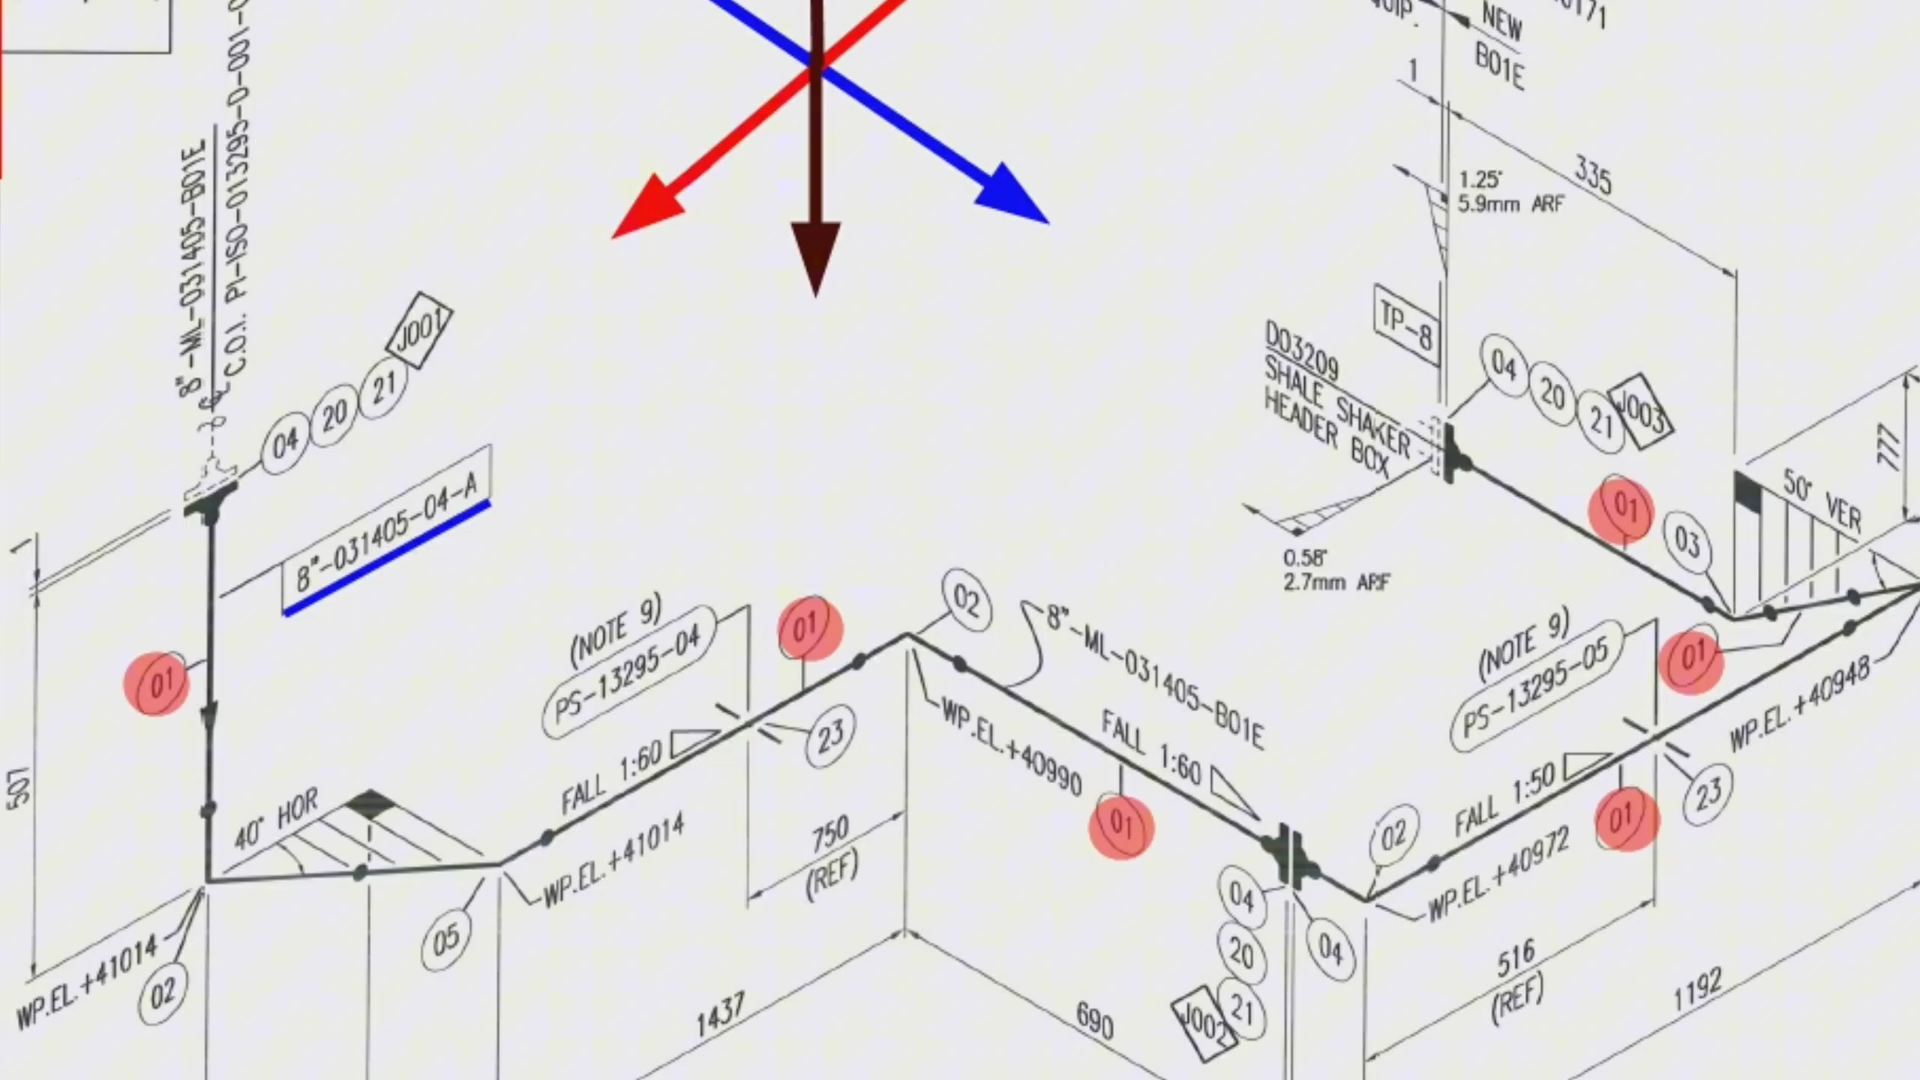 8"-ML-031405-B01E
C.O.I. PI-ISO-013295-D-001-0
J001
04
20
21
8"-031405-04-A
1
01
507
40° HOR
WP.EL.+41014
02
05
WP.EL.+41014
FALL 1:60
(NOTE 9)
PS-13295-04
01
23
02
750
(REF)
1437
8"-ML-031405-B01E
WP.EL.+40990
FALL 1:60
01
690
04
20
21
J002
04
02
WP.EL.+40972
FALL 1:50
(NOTE 9)
PS-13295-05
01
01
23
516
(REF)
1192
WP.EL.+40948
NEW
B01E
1
335
1.25°
5.9mm ARF
TP-8
DO3209
SHALE SHAKER
HEADER BOX
04
20
21
J003
0.58°
2.7mm ARF
01
03
50° VER
777